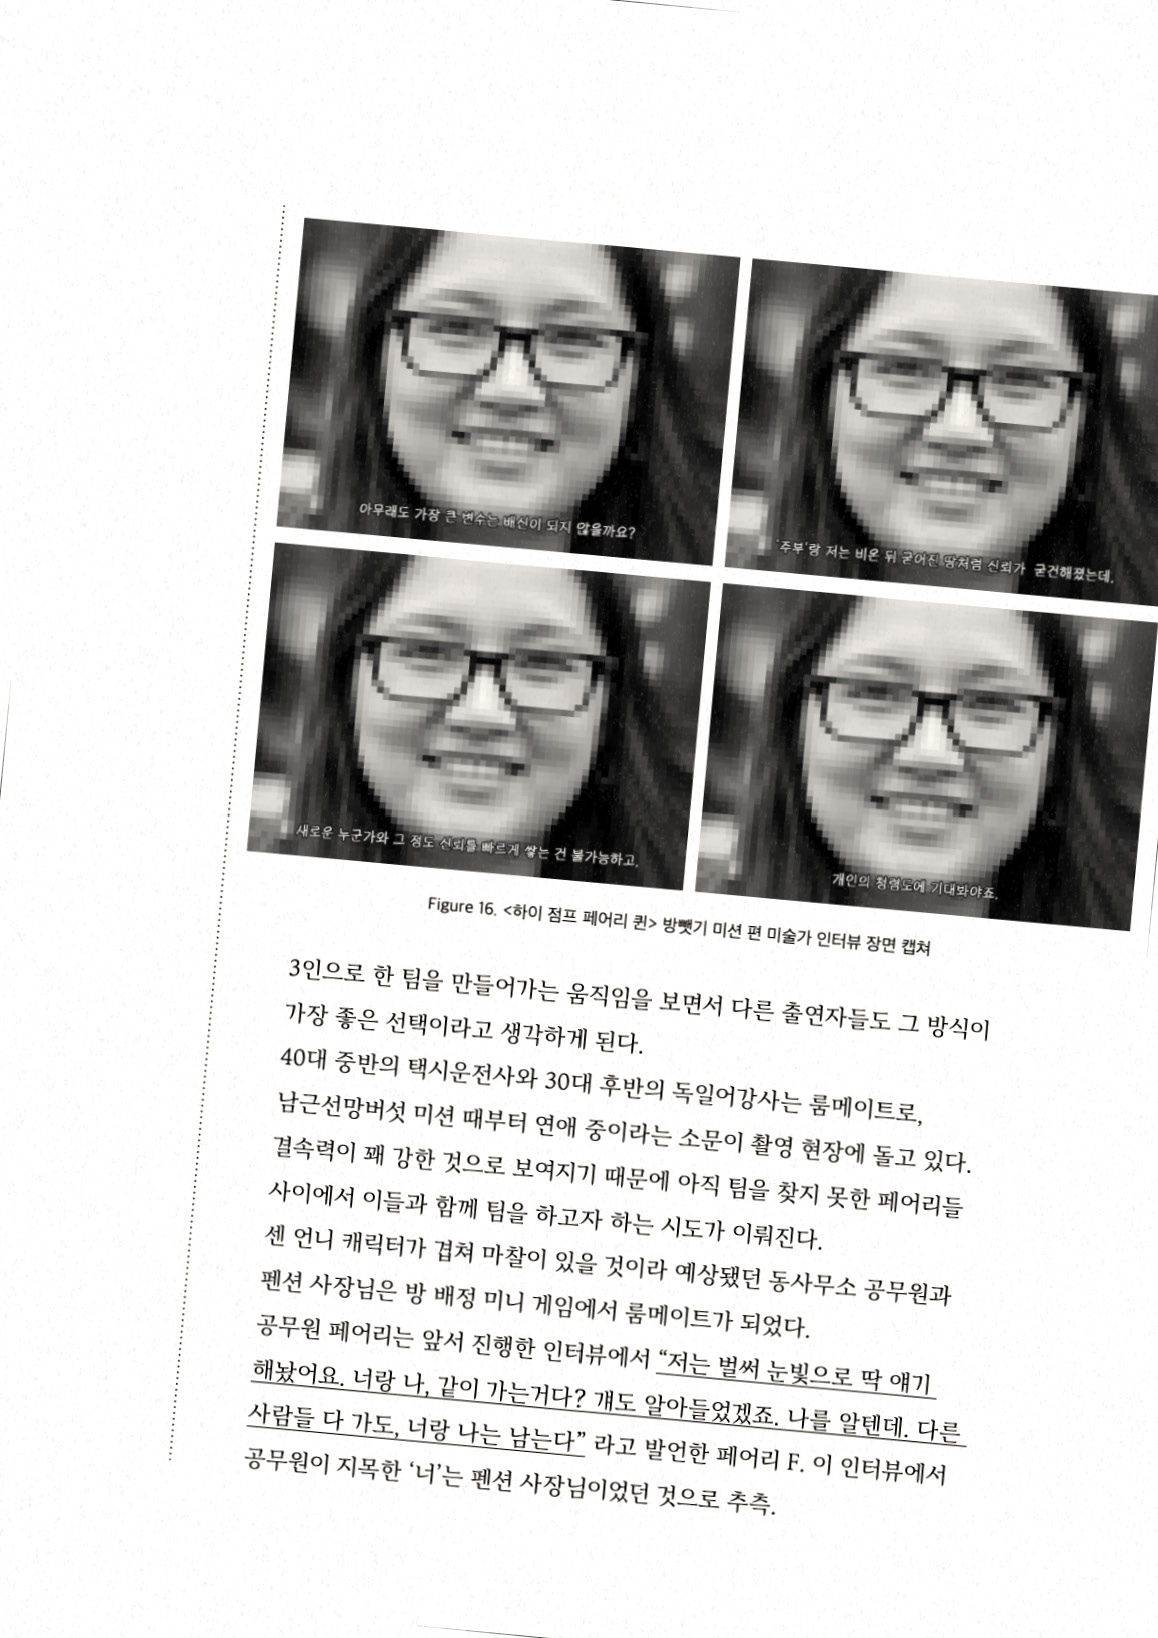 아무래도 가장 큰 변수는 배신이 되지 않을까요?
'주부'랑 저는 비온 뒤 굳어진 땅처럼 신뢰가 굳건해졌는데,
새로운 누군가와 그 정도 신뢰를 빠르게 쌓는 건 불가능하고,
개인의 청렴도에 기대봐야죠.
Figure 16. <하이 점프 페어리 퀸> 방뺏기 미션 편 미술가 인터뷰 장면 캡쳐
3인으로 한 팀을 만들어가는 움직임을 보면서 다른 출연자들도 그 방식이
가장 좋은 선택이라고 생각하게 된다.
40대 중반의 택시운전사와 30대 후반의 독일어강사는 룸메이트로,
남근선망버섯 미션 때부터 연애 중이라는 소문이 촬영 현장에 돌고 있다.
결속력이 꽤 강한 것으로 보여지기 때문에 아직 팀을 찾지 못한 페어리들
사이에서 이들과 함께 팀을 하고자 하는 시도가 이뤄진다.
센 언니 캐릭터가 겹쳐 마찰이 있을 것이라 예상됐던 동사무소 공무원과
펜션 사장님은 방 배정 미니 게임에서 룸메이트가 되었다.
공무원 페어리는 앞서 진행한 인터뷰에서 “저는 벌써 눈빛으로 딱 얘기
해놨어요. 너랑 나, 같이 가는거다? 걔도 알아들었겠죠. 나를 알텐데. 다른
사람들 다 가도, 너랑 나는 남는다” 라고 발언한 페어리 F. 이 인터뷰에서
공무원이 지목한 ‘너’는 펜션 사장님이었던 것으로 추측.